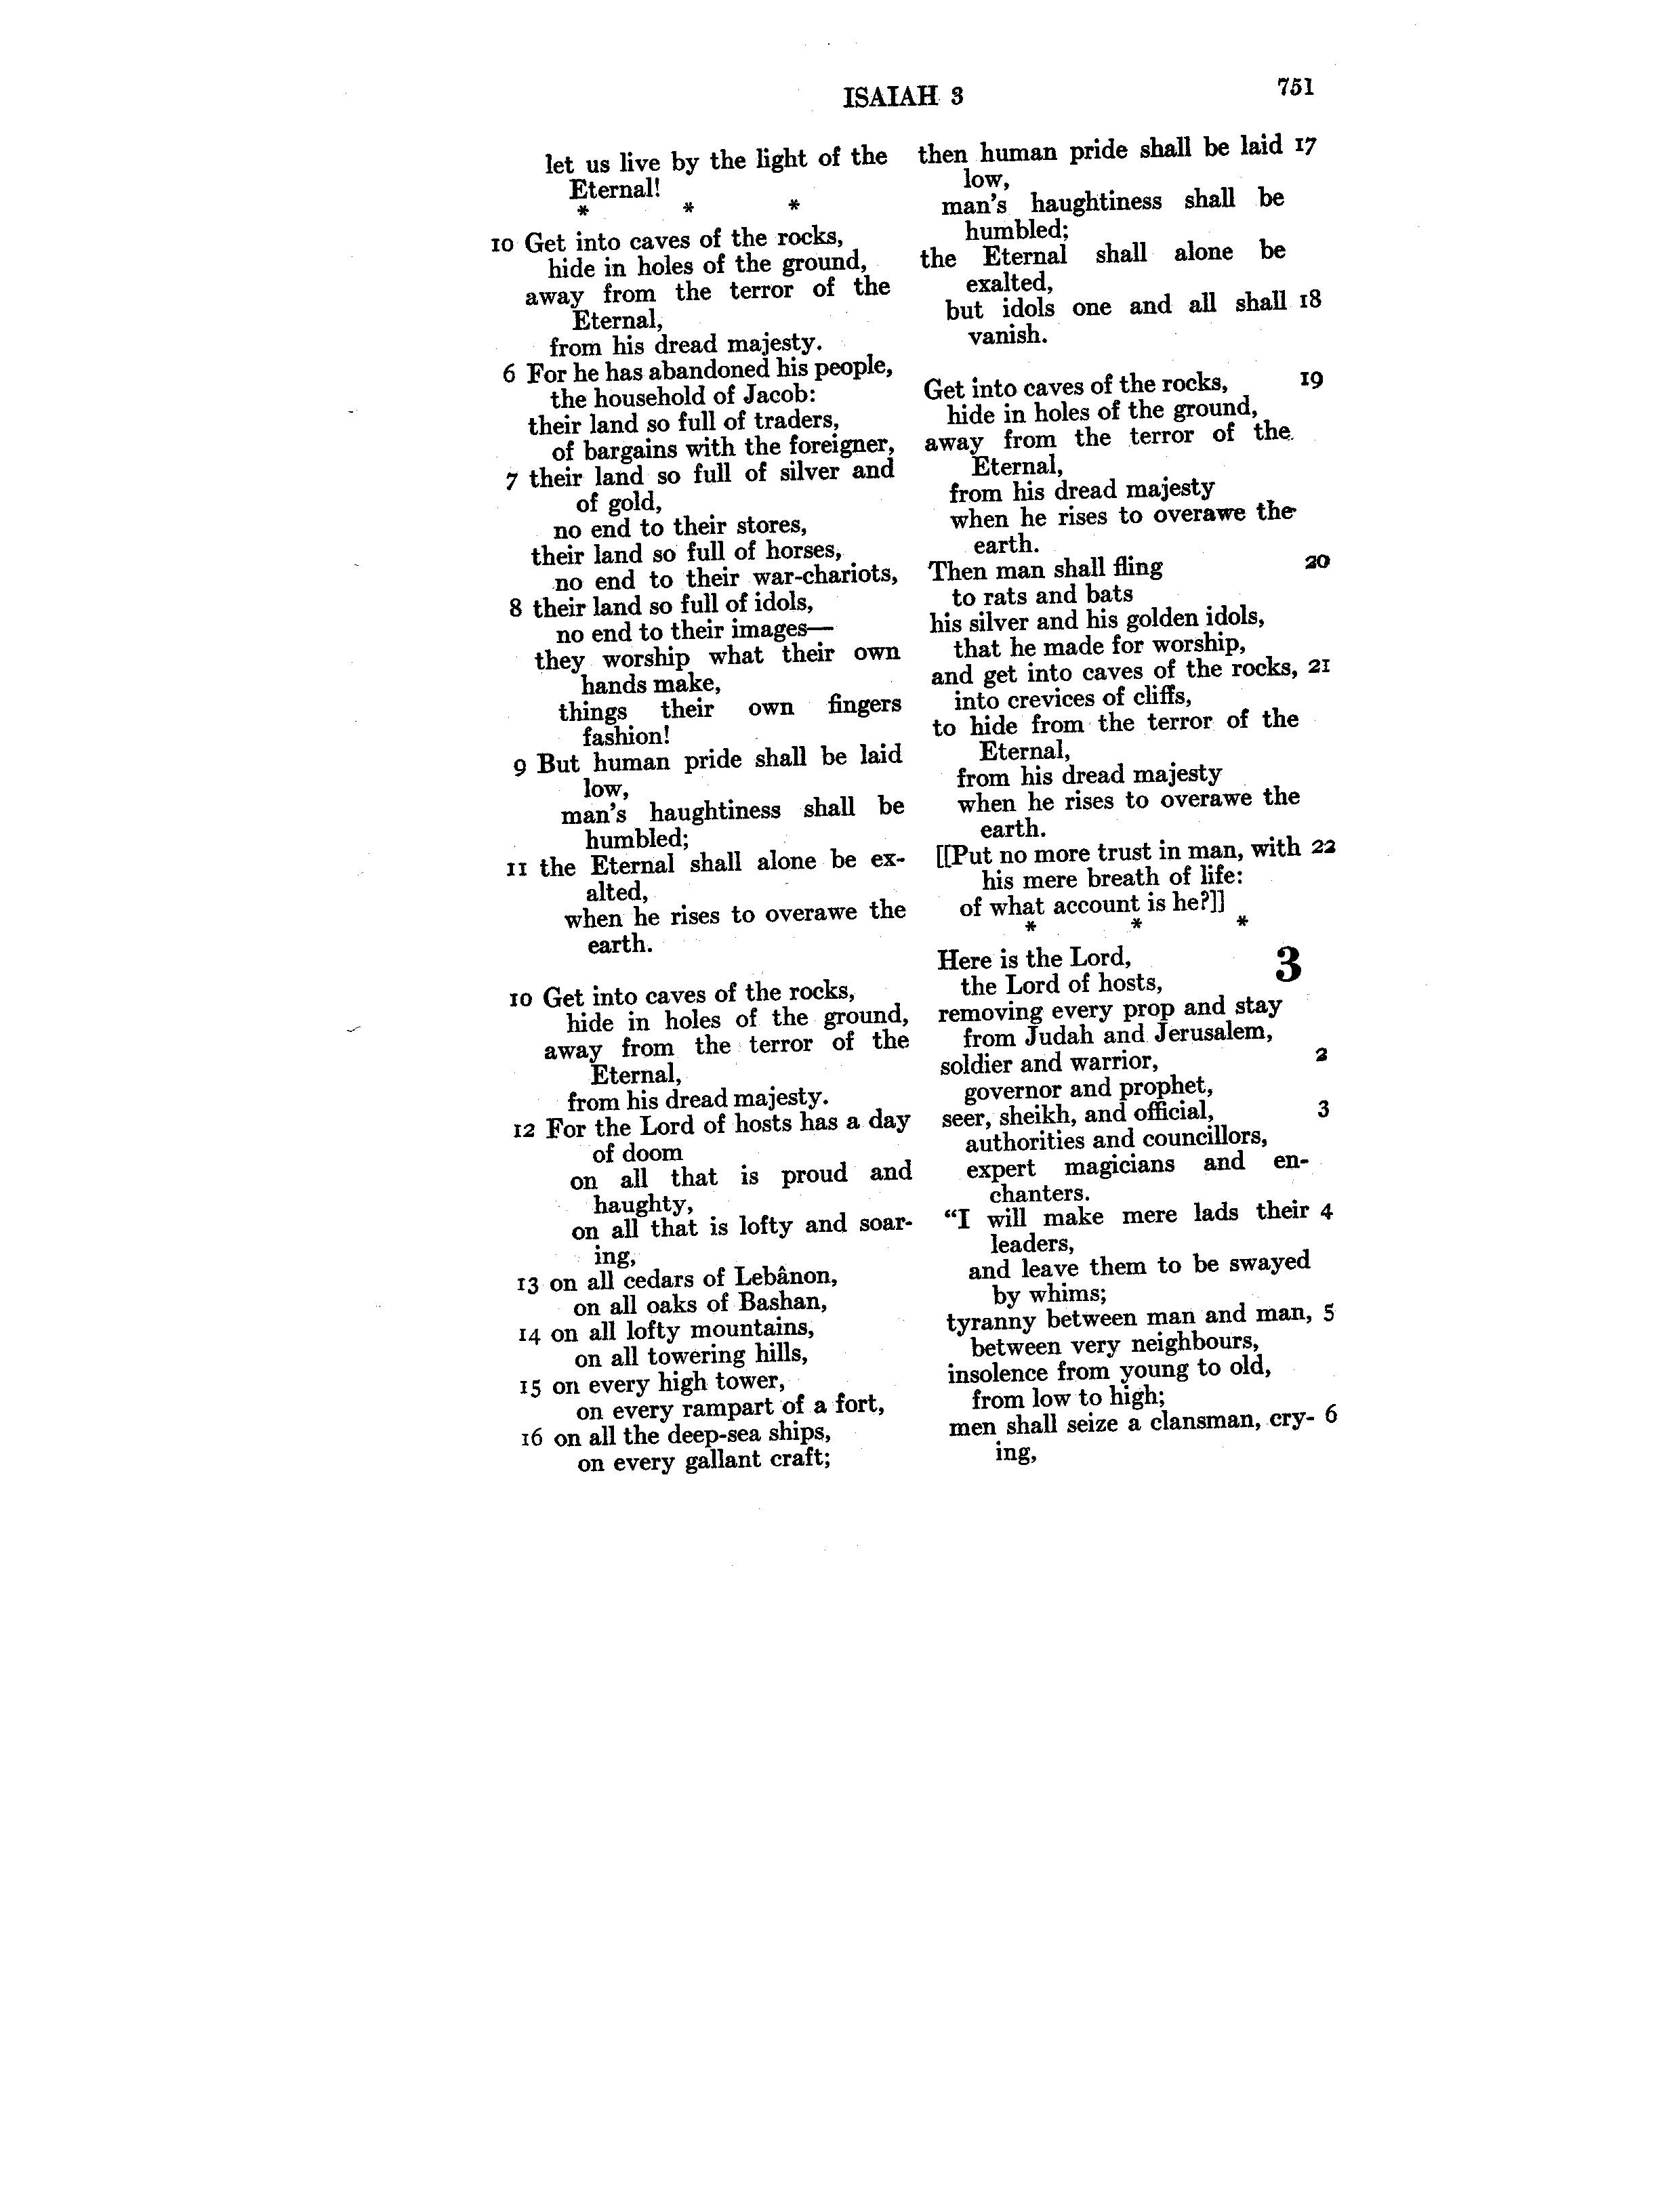 ISAIAH 3
751
let us live by the light of the
Eternal!
* * *
10 Get into caves of the rocks,
hide in holes of the ground,
away from the terror of the
Eternal,
from his dread majesty.
6 For he has abandoned his people,
the household of Jacob:
their land so full of traders,
of bargains with the foreigner,
7 their land so full of silver and
of gold,
no end to their stores,
their land so full of horses,
no end to their war-chariots,
8 their land so full of idols,
no end to their images—
they worship what their own
hands make,
things their own fingers
fashion!
9 But human pride shall be laid
low,
man's haughtiness shall be
humbled;
11 the Eternal shall alone be ex-
alted,
when he rises to overawe the
earth.
10 Get into caves of the rocks,
hide in holes of the ground,
away from the terror of the
Eternal,
from his dread majesty.
12 For the Lord of hosts has a day
of doom
on all that is proud and
haughty,
on all that is lofty and soar-
ing,
13 on all cedars of Lebânon,
on all oaks of Bashan,
14 on all lofty mountains,
on all towering hills,
15 on every high tower,
on every rampart of a fort,
16 on all the deep-sea ships,
on every gallant craft;
then human pride shall be laid 17
low,
man's haughtiness shall be
humbled;
the Eternal shall alone be
exalted,
but idols one and all shall 18
vanish.
Get into caves of the rocks, 19
hide in holes of the ground,
away from the terror of the
Eternal,
from his dread majesty
when he rises to overawe the
earth.
Then man shall fling 20
to rats and bats
his silver and his golden idols,
that he made for worship,
and get into caves of the rocks, 21
into crevices of cliffs,
to hide from the terror of the
Eternal,
from his dread majesty
when he rises to overawe the
earth.
[[Put no more trust in man, with 22
his mere breath of life:
of what account is he?]]
* * *
Here is the Lord, 3
the Lord of hosts,
removing every prop and stay
from Judah and Jerusalem,
soldier and warrior, 2
governor and prophet,
seer, sheikh, and official, 3
authorities and councillors,
expert magicians and en-
chanters.
“I will make mere lads their 4
leaders,
and leave them to be swayed
by whims;
tyranny between man and man, 5
between very neighbours,
insolence from young to old,
from low to high;
men shall seize a clansman, cry- 6
ing,